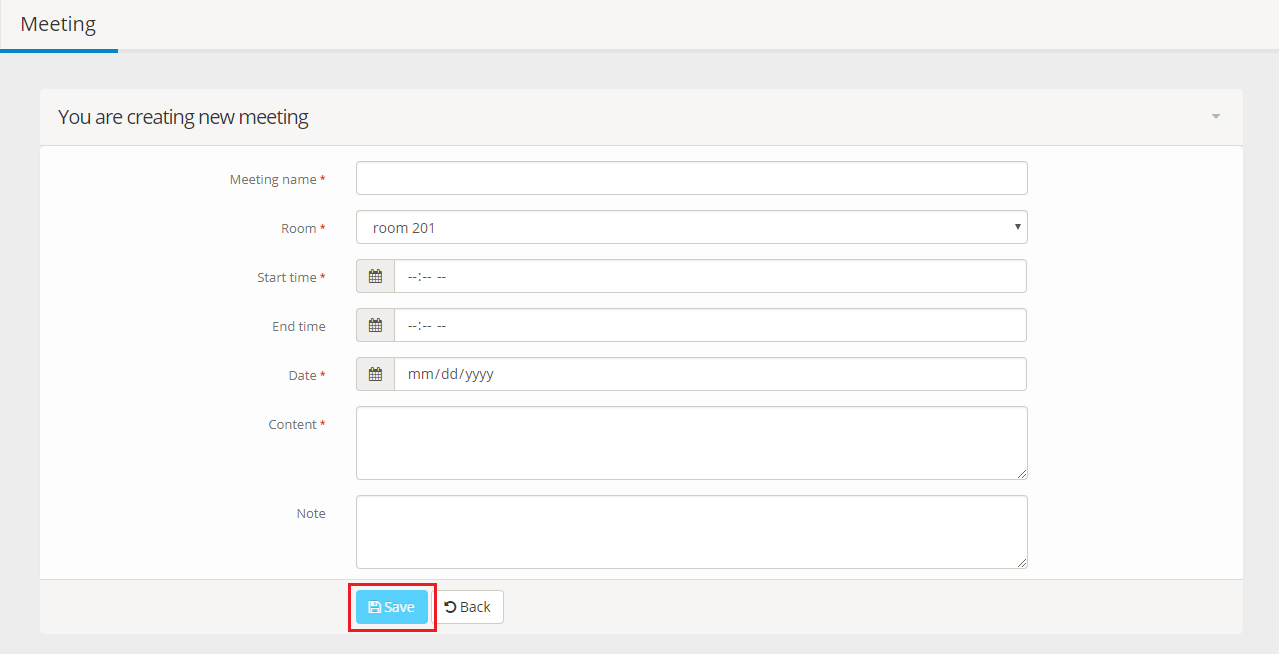 Meeting
You are creating new meeting
Meeting name *
Room * room 201
Start time * --:-- --
End time --:-- --
Date * mm/dd/yyyy
Content *
Note
Save Back